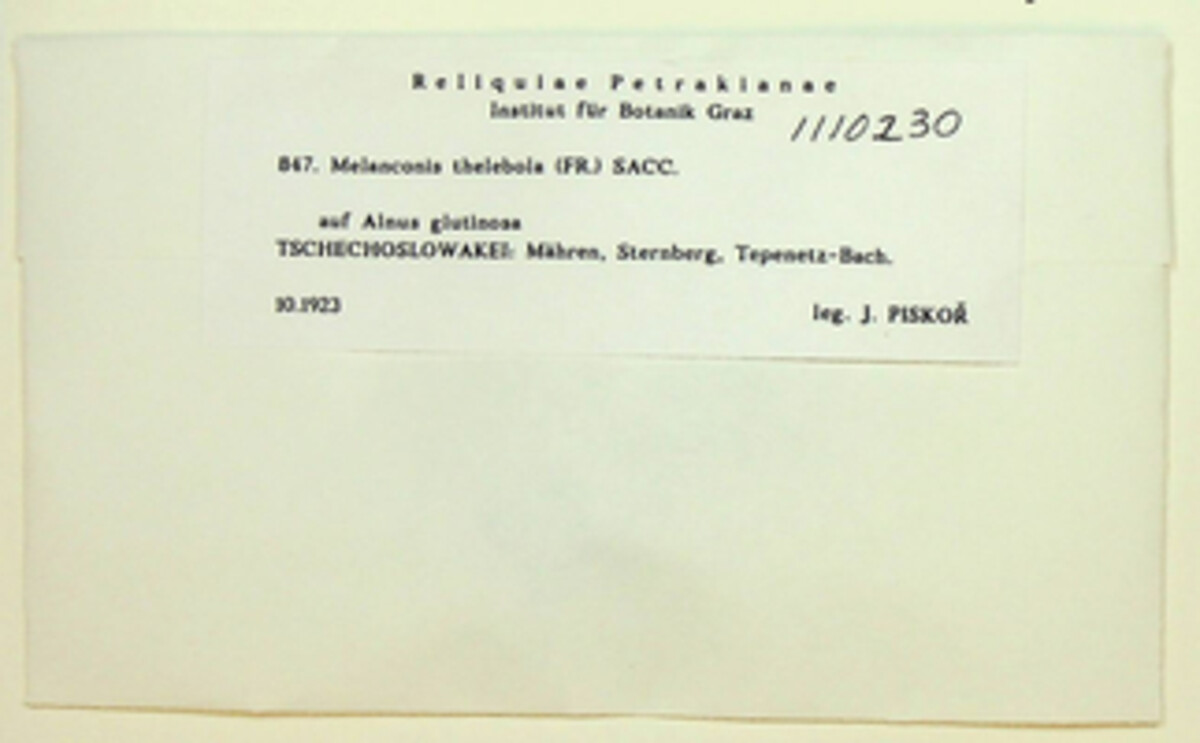 Reliquiae Petrakianae
Institut für Botanik Graz
1110230
847. Melanconis thelebola (FR.) SACC.
auf Alnus glutinosa
TSCHECHOSLOWAKEI: Mähren, Sternberg, Tepenetz-Bach.
10.1923
leg. J. PISKOŘ